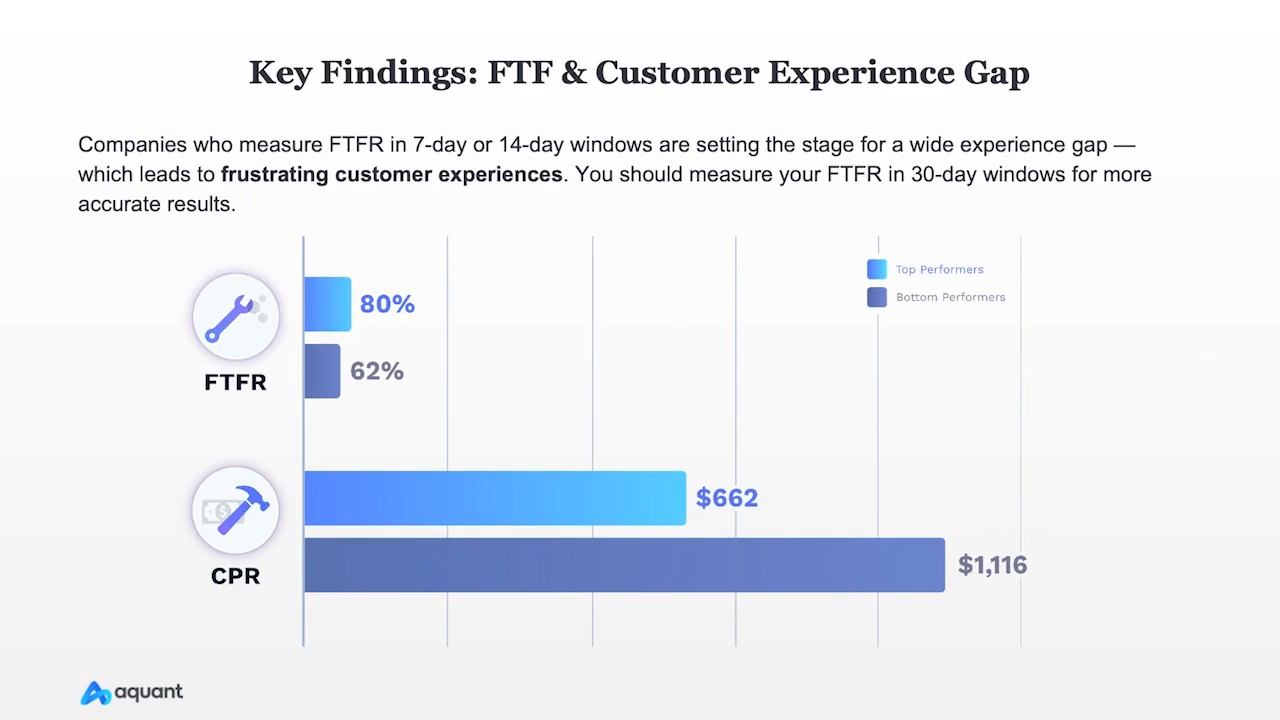 Key Findings: FTF & Customer Experience Gap
Companies who measure FTFR in 7-day or 14-day windows are setting the stage for a wide experience gap —
which leads to frustrating customer experiences. You should measure your FTFR in 30-day windows for more
accurate results.
Top Performers
Bottom Performers
80%
62%
FTFR
$662
$1,116
CPR
$
aquant